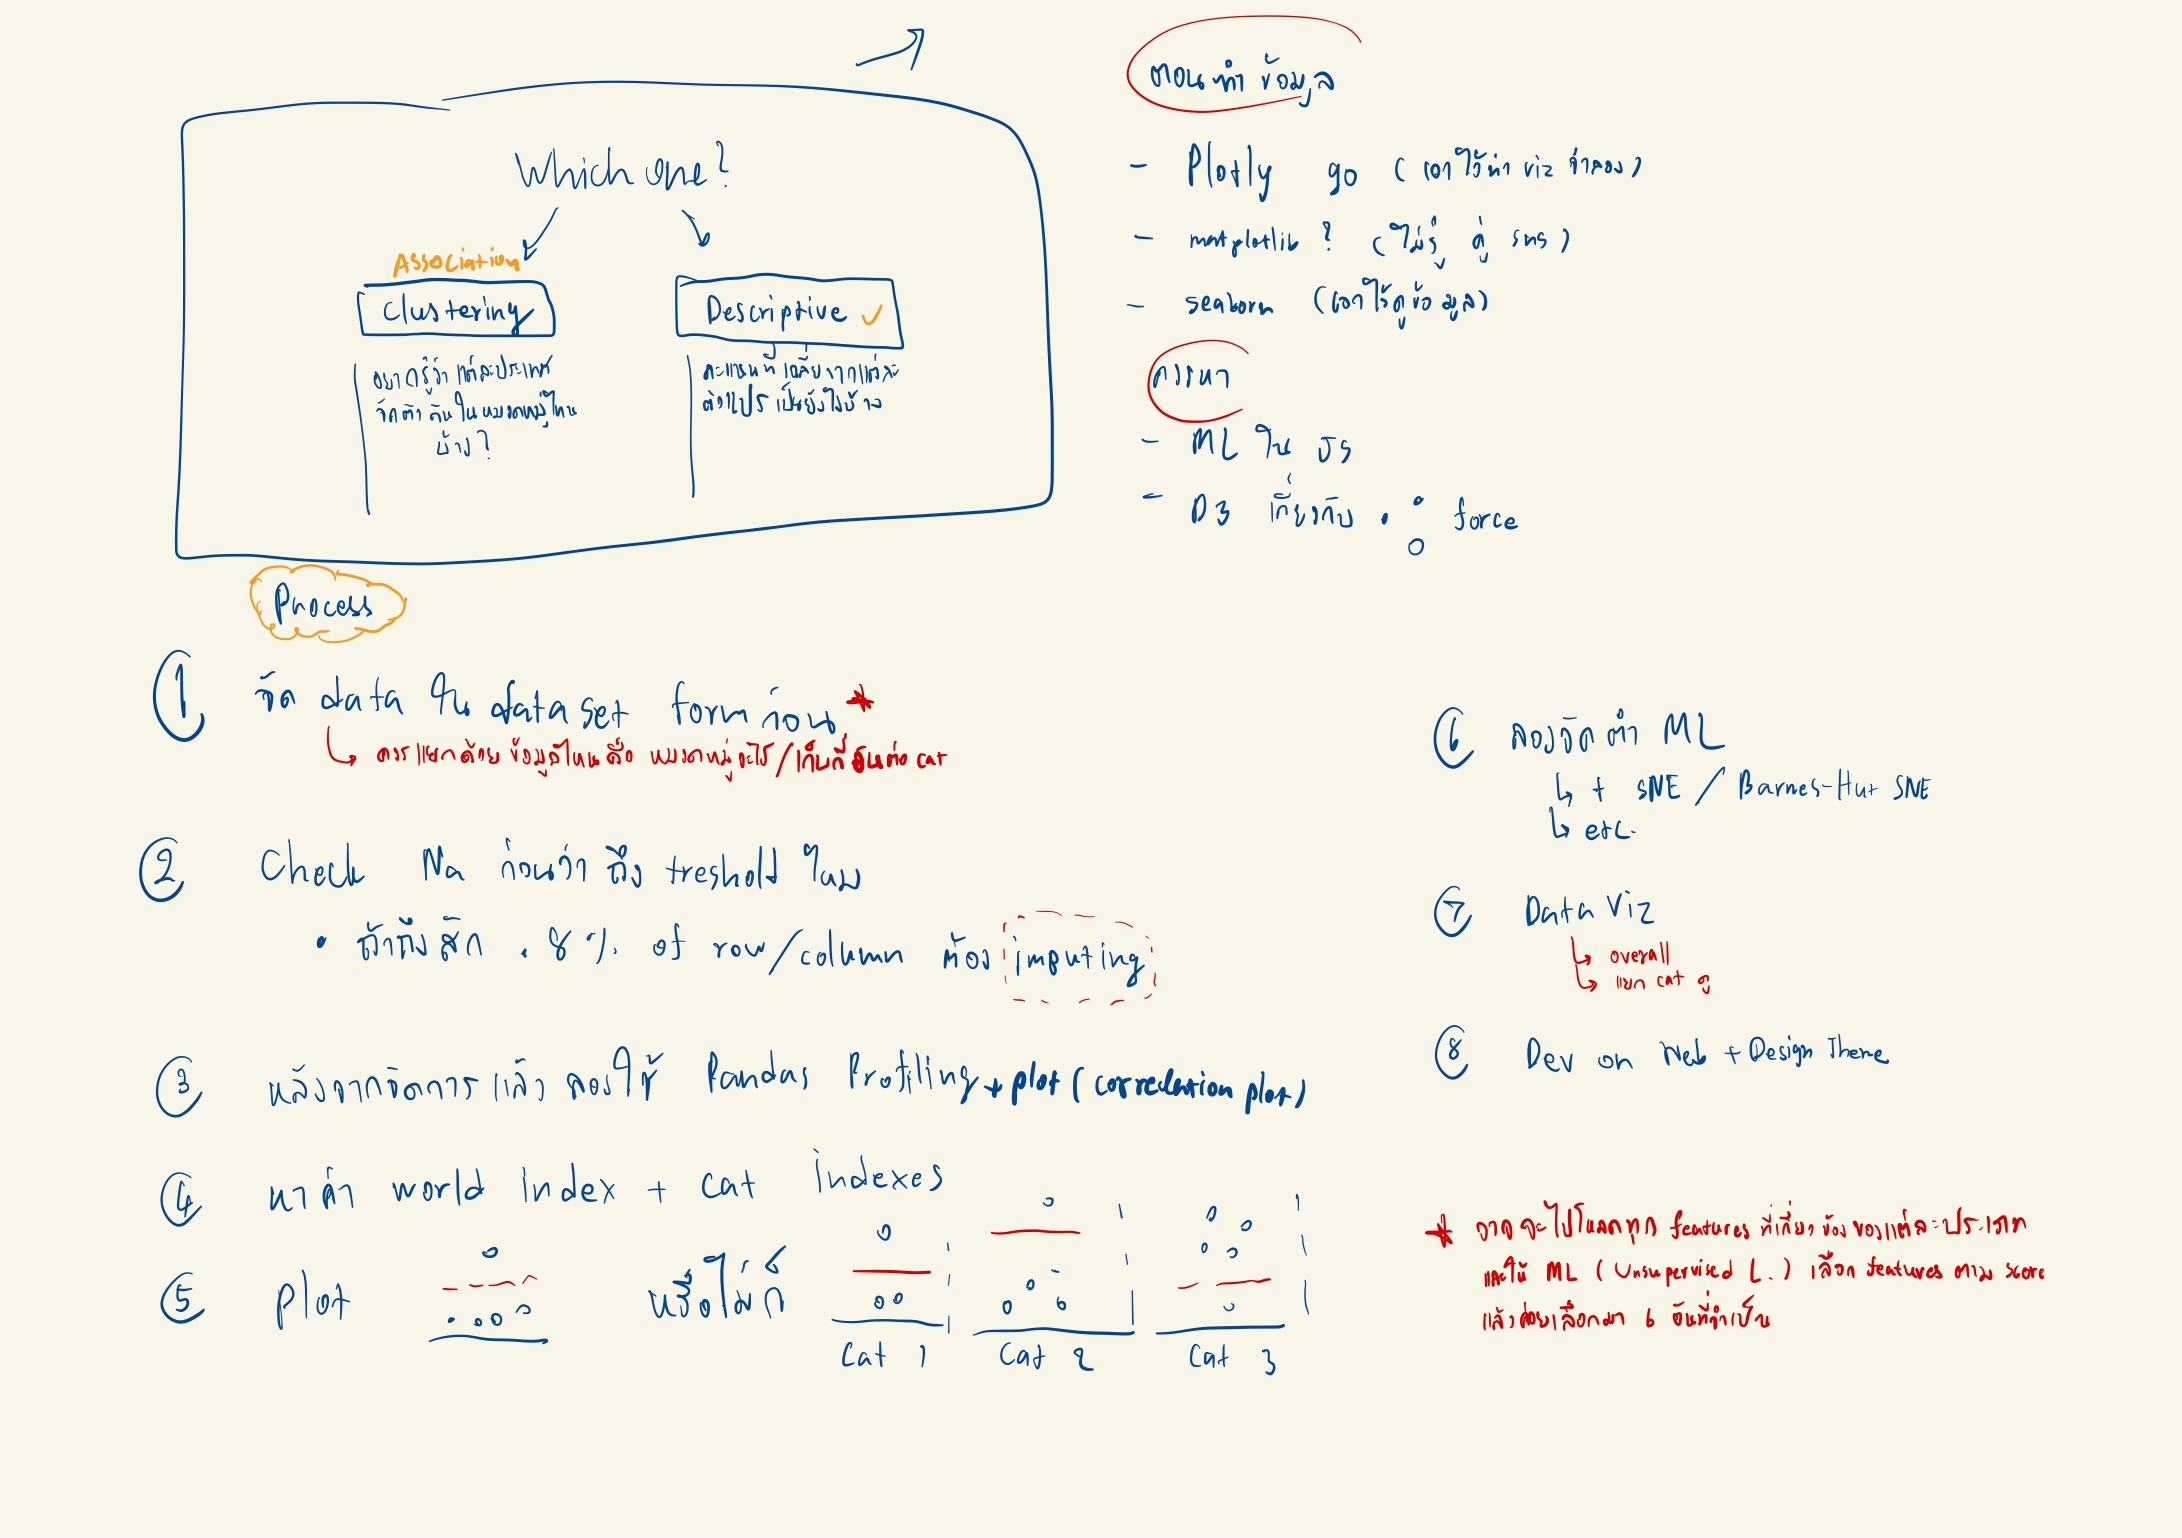 Which one?
Association
Clustering
อยากรู้ว่า แต่ละประเทศ
จัดตัวกันในหมวดหมู่ไหน
บ้าง?
Descriptive ✓
คะแนนที่เฉลี่ยจากแต่ละ
ตัวแปร เป็นยังไงบ้าง
ตอนทำ ข้อมูล
- Plotly go (เอาไว้ทำ viz จำลอง)
- matplotlib ? (ไม่รู้ คู่ sns)
- seaborn (เอาไว้ดูข้อมูล)
ควรหา
- ML ใน JS
- D3 เกี่ยวกับ force
Process
1 จัด data ใน data set form ก่อน *
ควรแยกด้วย ข้อมูลไหนคือ หมวดหมู่อะไร/เก็บกี่อันต่อ cat
2 Check Na ก่อนว่า ถึง treshold ไหม
• ถ้าถึงสัก .8 % of row/column ต้อง imputing
3 หลังจากจัดการแล้ว ลองใช้ Pandas Profiling + plot (correlation plot)
4 หาค่า world index + cat indexes
5 plot หรือไม่ก็
Cat 1 Cat 2 Cat 3
6 ลองจัดทำ ML
t SNE / Barnes-Hut SNE
etc.
7 Data Viz
overall
แยก cat ดู
8 Dev on Web + Design Theme
* อาจจะไปโหลดทุก features ที่เกี่ยวข้องของแต่ละประเภท
และให้ ML (Unsupervised L.) เลือก features ตาม score
แล้วค่อยเลือกมา 6 อันที่จำเป็น